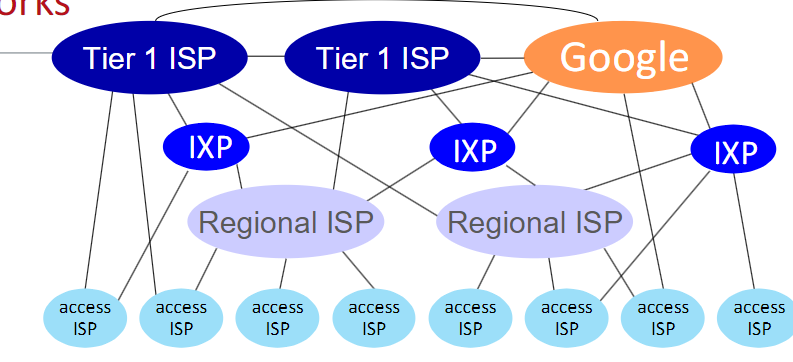 orks
Tier 1 ISP
Tier 1 ISP
Google
IXP
IXP
IXP
Regional ISP
Regional ISP
access
ISP
access
ISP
access
ISP
access
ISP
access
ISP
access
ISP
access
ISP
access
ISP